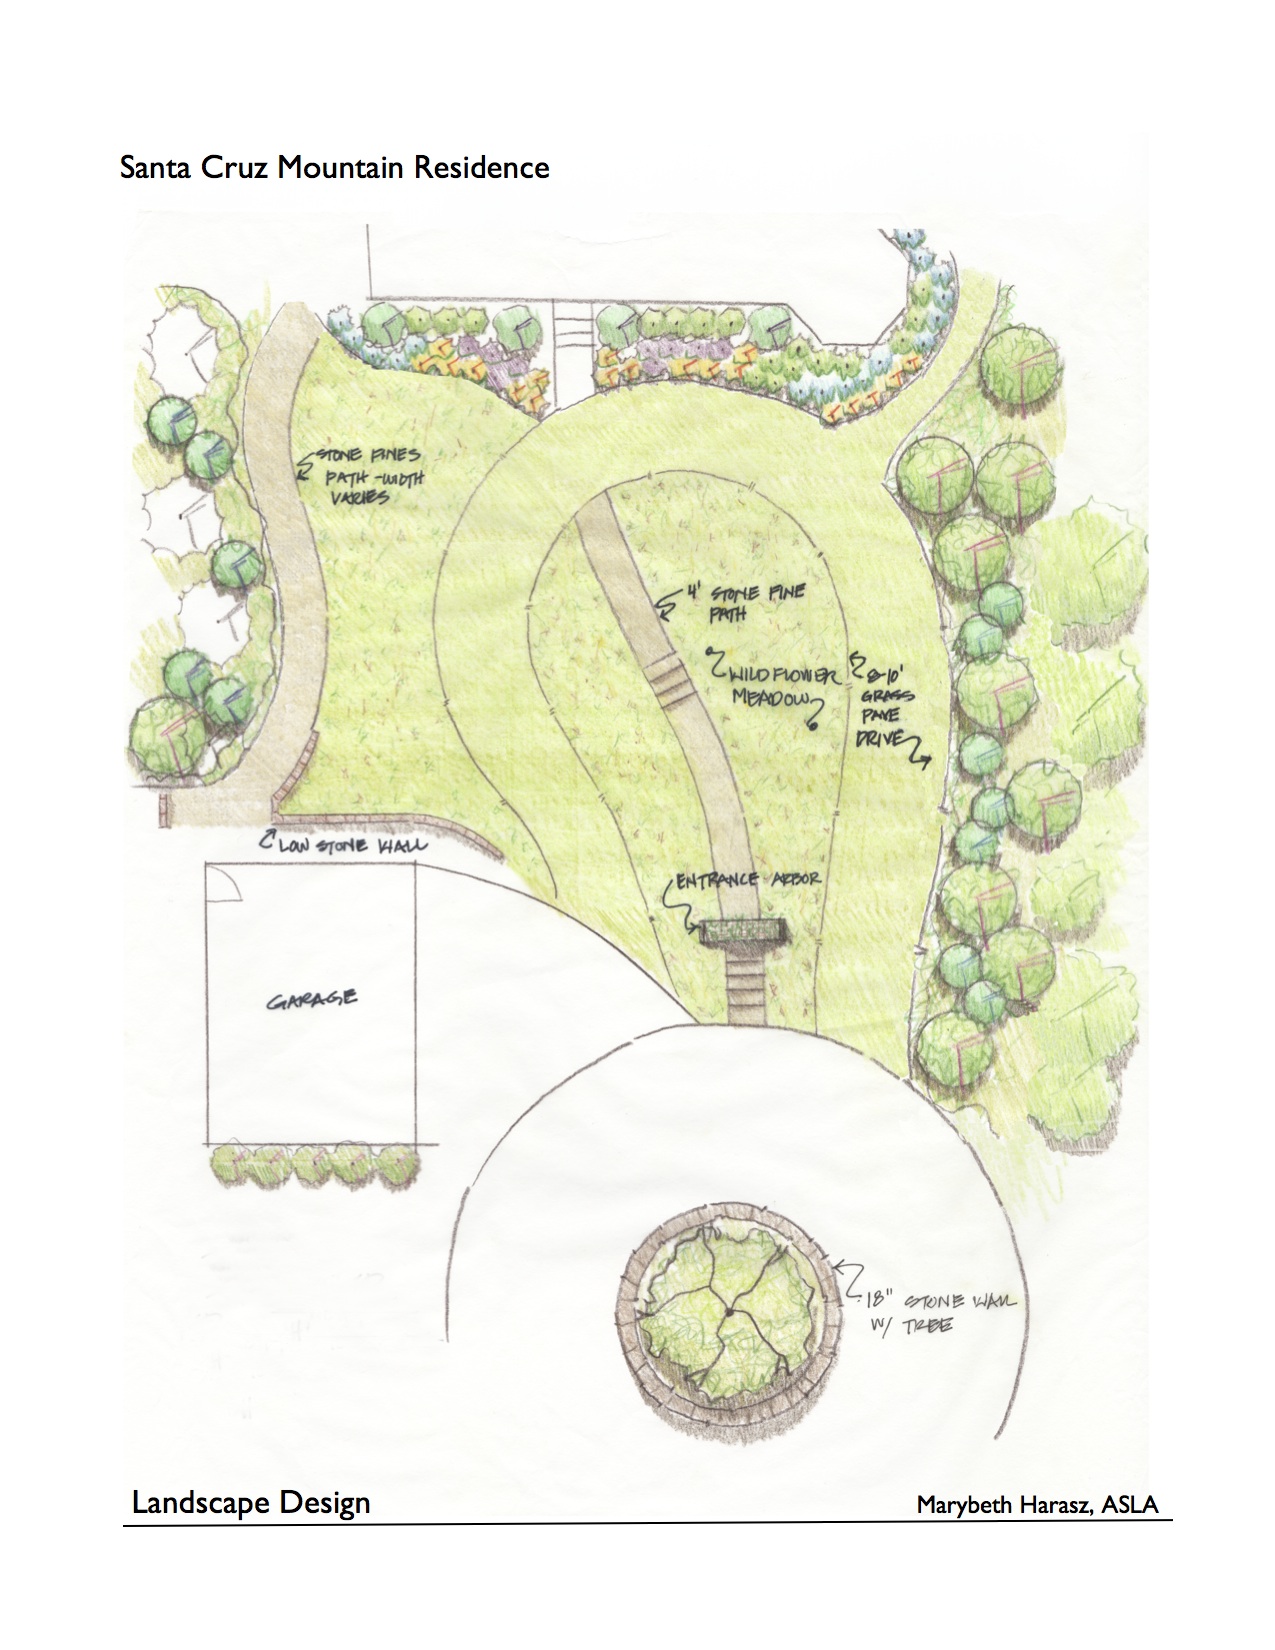 Santa Cruz Mountain Residence
STONE FINES
PATH -WIDTH
VARIES
4' STONE FINE
PATH
WILDFLOWER
MEADOW
8-10'
GRASS
PAVE
DRIVE
LOW STONE WALL
ENTRANCE ARBOR
GARAGE
18" STONE WALL
W/ TREE
Landscape Design
Marybeth Harasz, ASLA